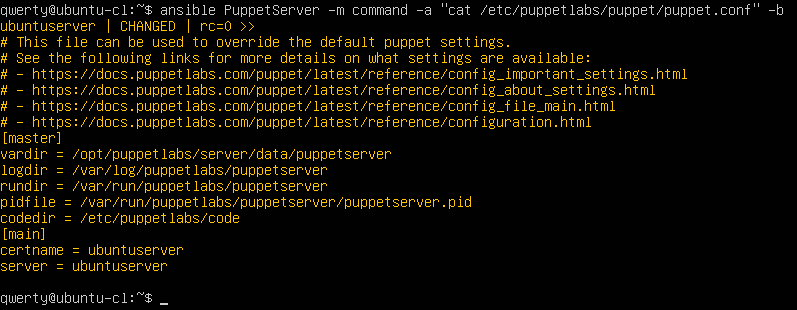 qwerty@ubuntu-cl:~$ ansible PuppetServer -m command -a "cat /etc/puppetlabs/puppet/puppet.conf" -b
ubuntuserver | CHANGED | rc=0 >>
# This file can be used to override the default puppet settings.
# See the following links for more details on what settings are available:
# - https://docs.puppetlabs.com/puppet/latest/reference/config_important_settings.html
# - https://docs.puppetlabs.com/puppet/latest/reference/config_about_settings.html
# - https://docs.puppetlabs.com/puppet/latest/reference/config_file_main.html
# - https://docs.puppetlabs.com/puppet/latest/reference/configuration.html
[master]
vardir = /opt/puppetlabs/server/data/puppetserver
logdir = /var/log/puppetlabs/puppetserver
rundir = /var/run/puppetlabs/puppetserver
pidfile = /var/run/puppetlabs/puppetserver/puppetserver.pid
codedir = /etc/puppetlabs/code
[main]
certname = ubuntuserver
server = ubuntuserver
qwerty@ubuntu-cl:~$ _